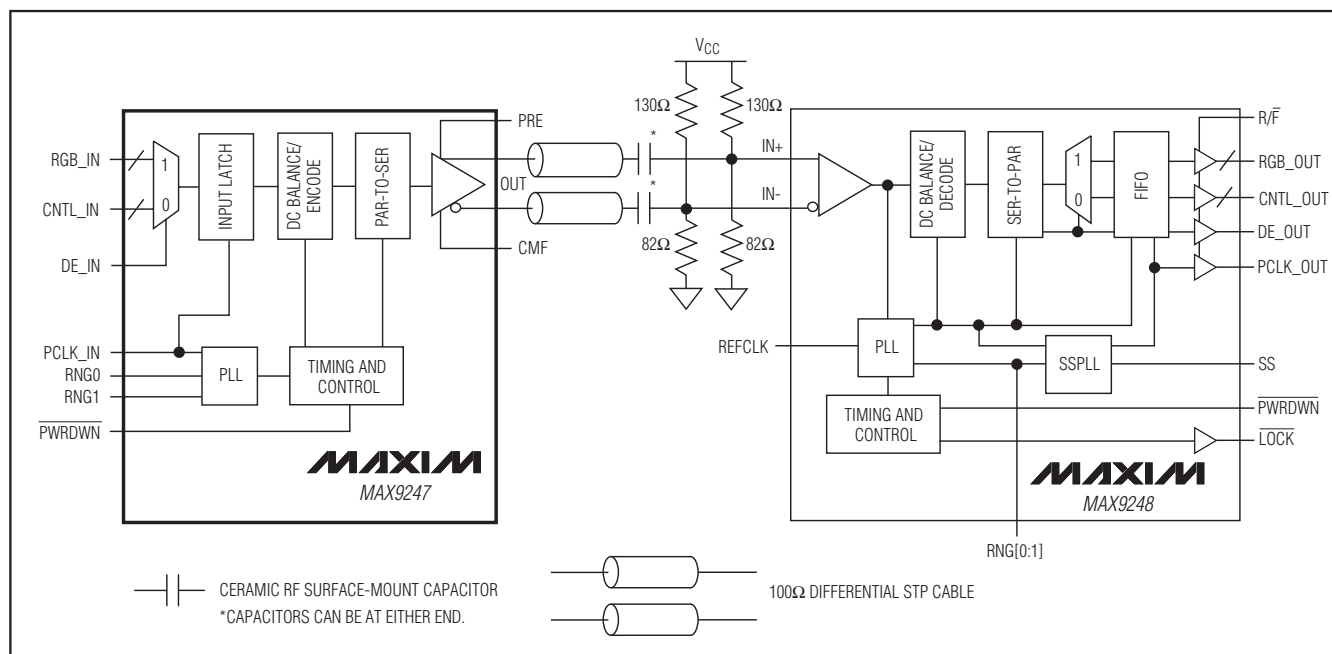 VCC
130Ω
130Ω
PRE
RGB_IN
1
0
CNTL_IN
DE_IN
INPUT LATCH
DC BALANCE/
ENCODE
PAR-TO-SER
OUT
CMF
*
*
IN+
IN-
82Ω
82Ω
PCLK_IN
RNG0
RNG1
PWRDWN
PLL
TIMING AND
CONTROL
MAXIM
MAX9247
R/F
DC BALANCE/
DECODE
SER-TO-PAR
1
0
FIFO
RGB_OUT
CNTL_OUT
DE_OUT
PCLK_OUT
REFCLK
PLL
SSPLL
SS
TIMING AND
CONTROL
PWRDWN
LOCK
MAXIM
MAX9248
RNG[0:1]
CERAMIC RF SURFACE-MOUNT CAPACITOR
*CAPACITORS CAN BE AT EITHER END.
100Ω DIFFERENTIAL STP CABLE